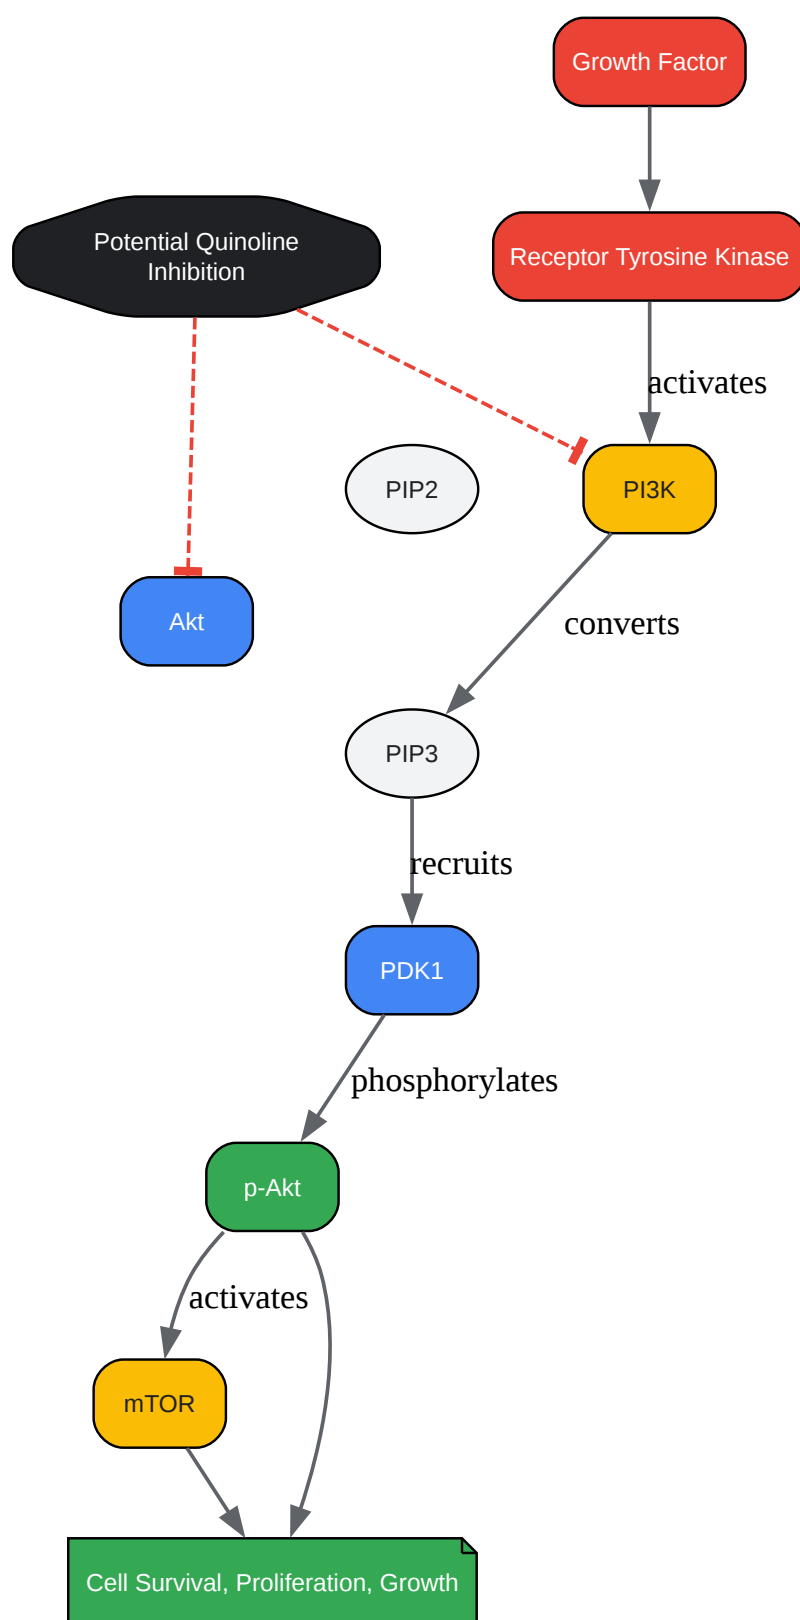 Growth Factor
Potential Quinoline
Inhibition
Receptor Tyrosine Kinase
activates
PIP2
PI3K
Akt
converts
PIP3
recruits
PDK1
phosphorylates
p-Akt
activates
mTOR
Cell Survival, Proliferation, Growth